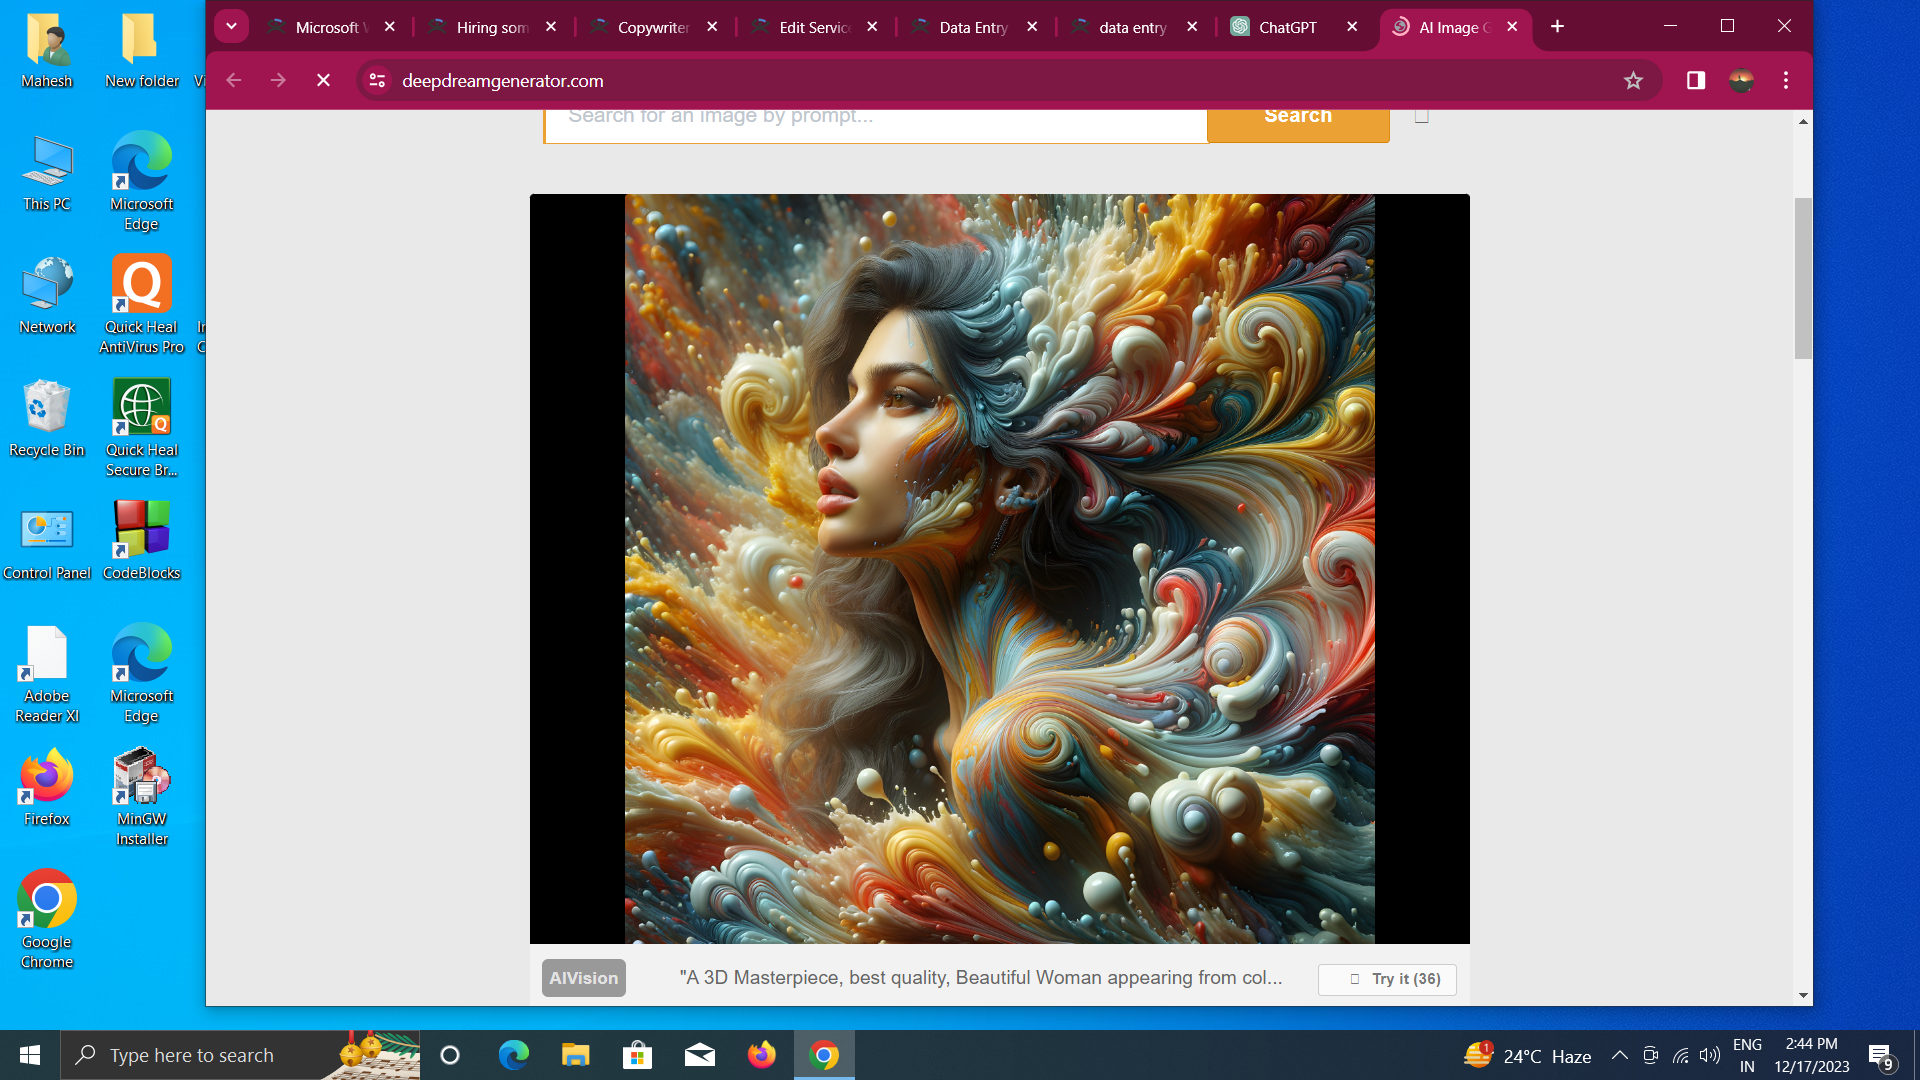 Mahesh
New folder
Vi
This PC
Microsoft
Edge
Network
Quick Heal
AntiVirus Pro
In
C
Recycle Bin
Quick Heal
Secure Br...
Control Panel
CodeBlocks
Adobe
Reader XI
Microsoft
Edge
Firefox
MinGW
Installer
Google
Chrome
Microsoft W
Hiring som
Copywriter
Edit Servic
Data Entry
data entry
ChatGPT
AI Image G
deepdreamgenerator.com
Search for an image by prompt...
Search
AIVision
"A 3D Masterpiece, best quality, Beautiful Woman appearing from col...
Try it (36)
Type here to search
1
24°C Haze
ENG
IN
2:44 PM
12/17/2023
9